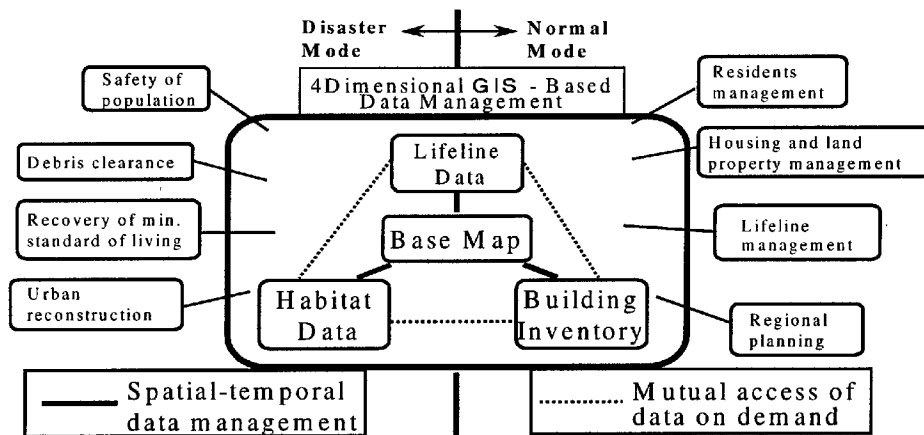 Disaster
Mode
Normal
Mode
4Dimensional GIS - Based
Data Management
Safety of
population
Debris clearance
Recovery of min.
standard of living
Urban
reconstruction
Residents
management
Housing and land
property management
Lifeline
management
Regional
planning
Lifeline
Data
Base Map
Habitat
Data
Building
Inventory
Spatial-temporal
data management
Mutual access of
data on demand